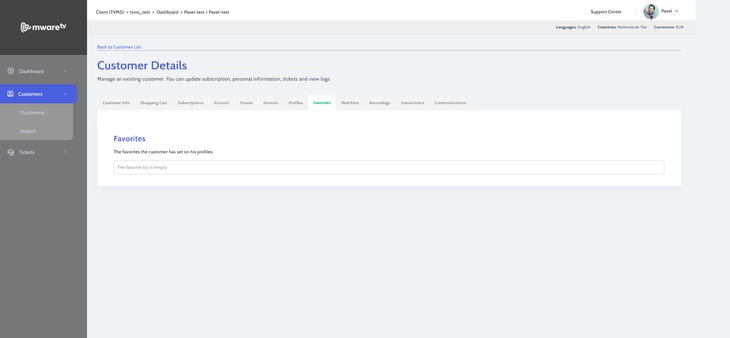 mware tv
Client (TVMS) > tvms_test > Dashboard > Pavel-test > Pavel-test
Support Center
Pavel
Languages: English Countries: Netherlands The Currencies: EUR
Back to Customer List
Customer Details
Manage an existing customer. You can update subscription, personal information, tickets and view logs
Dashboard
Customers
Customers
Import
Tickets
Customer Info Shopping Cart Subscriptions Account Tickets Devices Profiles Favorites Watchlist Recordings Transactions Communications
Favorites
The favorites the customer has set on his profiles.
The favorite list is empty